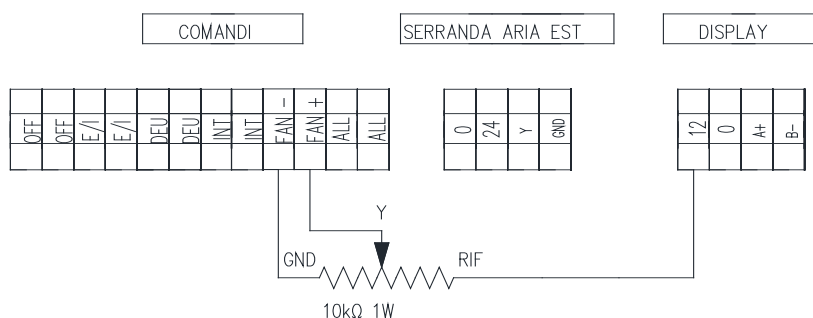 COMANDI
SERRANDA ARIA EST
DISPLAY
OFF OFF E/I E/I DEU DEU INT INT FAN - FAN + ALL ALL
0 24 Y GND
12 0 A+ B-
Y
GND
RIF
10kΩ 1W